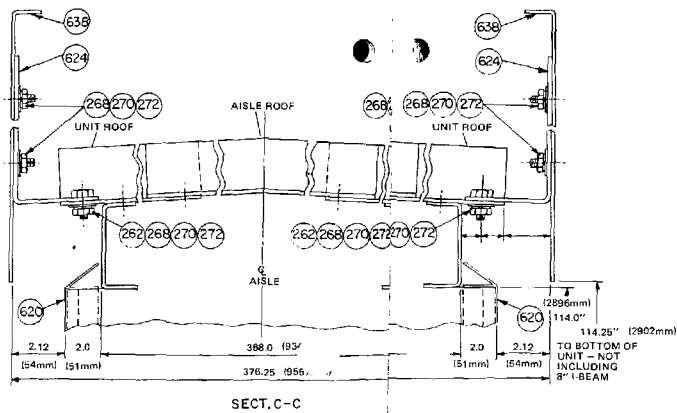 638
638
624
624
268 270 272
AISLE ROOF
268 268 270 272
UNIT ROOF
UNIT ROOF
262 268 270 272
262 268 270 272 270 272
℄
AISLE
620
620
(2896mm)
114.0"
114.25" (2902mm)
TO BOTTOM OF
UNIT – NOT
INCLUDING
8" I-BEAM
2.12 2.0 2.0 2.12
(54mm) (51mm) (51mm) (54mm)
376.25
SECT. C-C